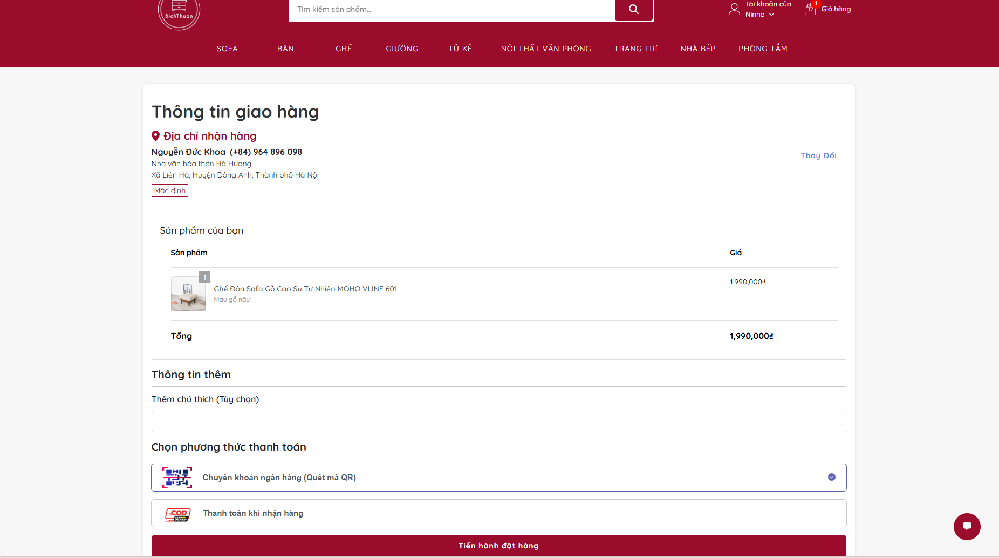 BichThuan
Tìm kiếm sản phẩm...
Tài khoản của
Ninne
1
Giỏ hàng
SOFA BÀN GHẾ GIƯỜNG TỦ KỆ NỘI THẤT VĂN PHÒNG TRANG TRÍ NHÀ BẾP PHÒNG TẮM
Thông tin giao hàng
Địa chỉ nhận hàng
Nguyễn Đức Khoa (+84) 964 896 098
Thay Đổi
Nhà văn hóa thôn Hà Hương
Xã Liên Hà, Huyện Đông Anh, Thành phố Hà Nội
Mặc định
Sản phẩm của bạn
Sản phẩm Giá
1
Ghế Đôn Sofa Gỗ Cao Su Tự Nhiên MOHO VLINE 601
1,990,000₫
Màu gỗ nâu
Tổng 1,990,000₫
Thông tin thêm
Thêm chú thích (Tùy chọn)
Chọn phương thức thanh toán
Chuyển khoản ngân hàng (Quét mã QR)
COD
CASH ON
DELIVERY
Thanh toán khi nhận hàng
Tiến hành đặt hàng